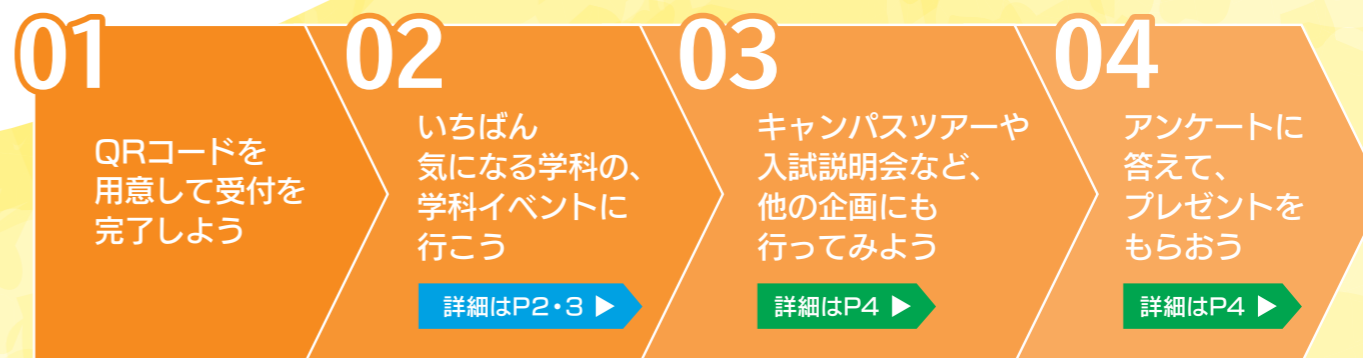 01
QRコードを
用意して受付を
完了しよう
02
いちばん
気になる学科の、
学科イベントに
行こう
詳細はP2・3 ▶
03
キャンパスツアーや
入試説明会など、
他の企画にも
行ってみよう
詳細はP4 ▶
04
アンケートに
答えて、
プレゼントを
もらおう
詳細はP4 ▶